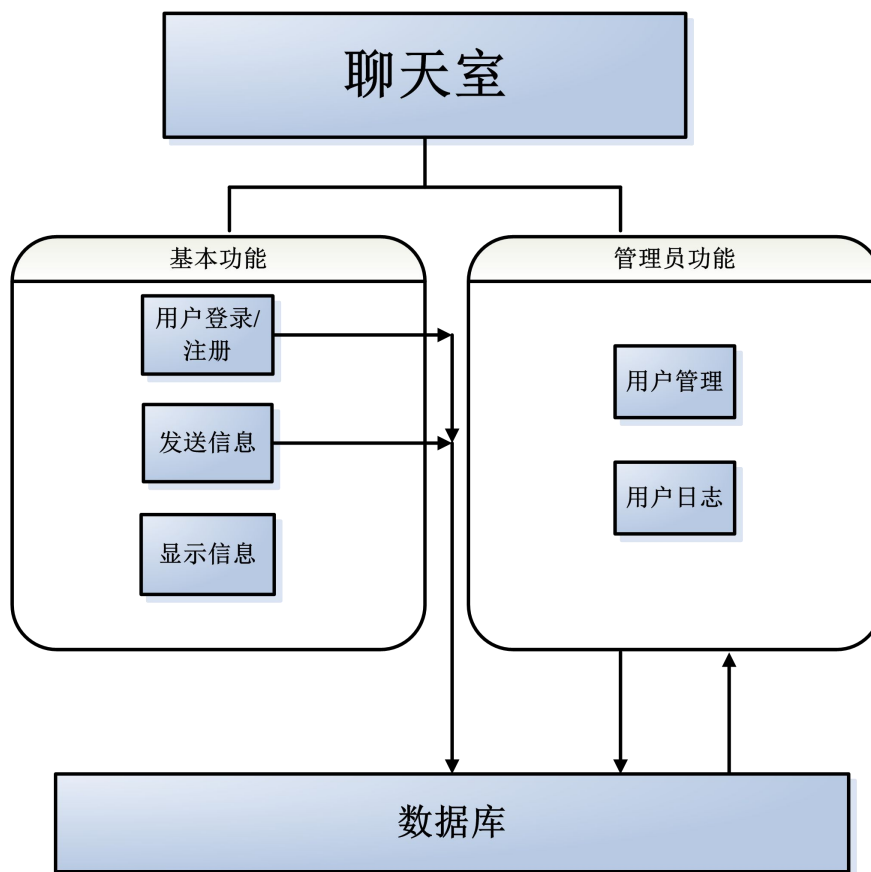 聊天室
基本功能
管理员功能
用户登录/
注册
发送信息
显示信息
用户管理
用户日志
数据库